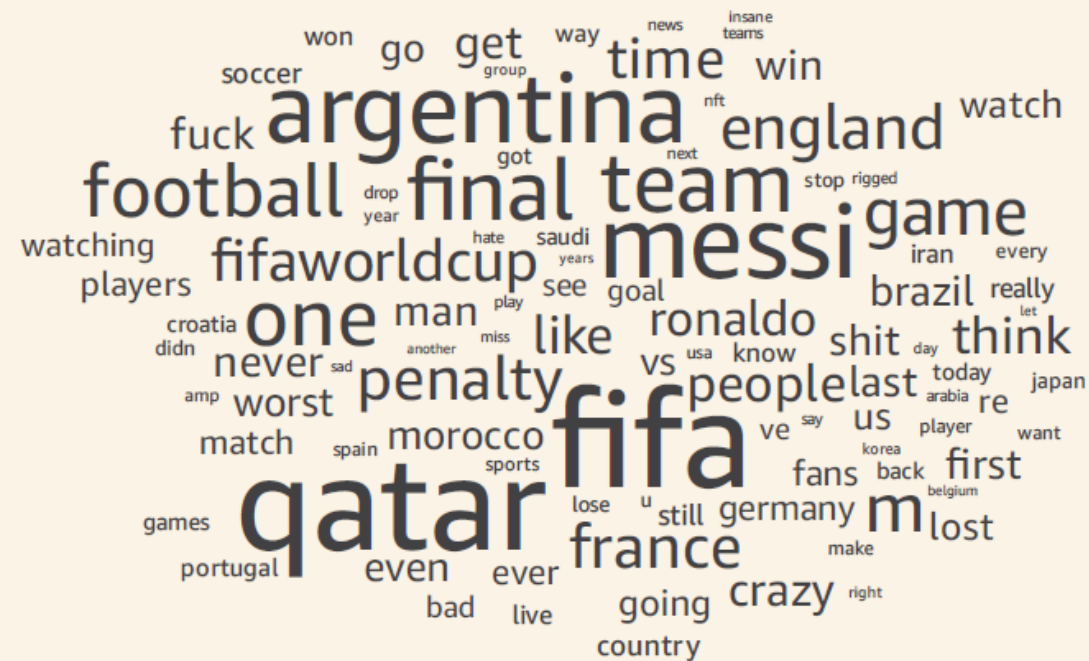 insane
news
teams
won
go
get
way
time
win
soccer
group
argentina
nft
watch
fuck
england
got
next
football
drop
final
team
stop
rigged
year
game
watching
hate
saudi
messi
iran
every
fifaworldcup
years
players
see
goal
brazil
really
one
man
play
ronaldo
let
croatia
like
shit
think
didn
miss
another
day
never
sad
vs
usa
know
penalty
people
last
today
japan
amp
worst
fifa
arabia
re
match
morocco
ve
say
us
player
want
spain
korea
sports
fans
back
first
qatar
belgium
games
lose
u
still
germany
m
lost
france
make
portugal
even
ever
crazy
right
bad
live
going
country